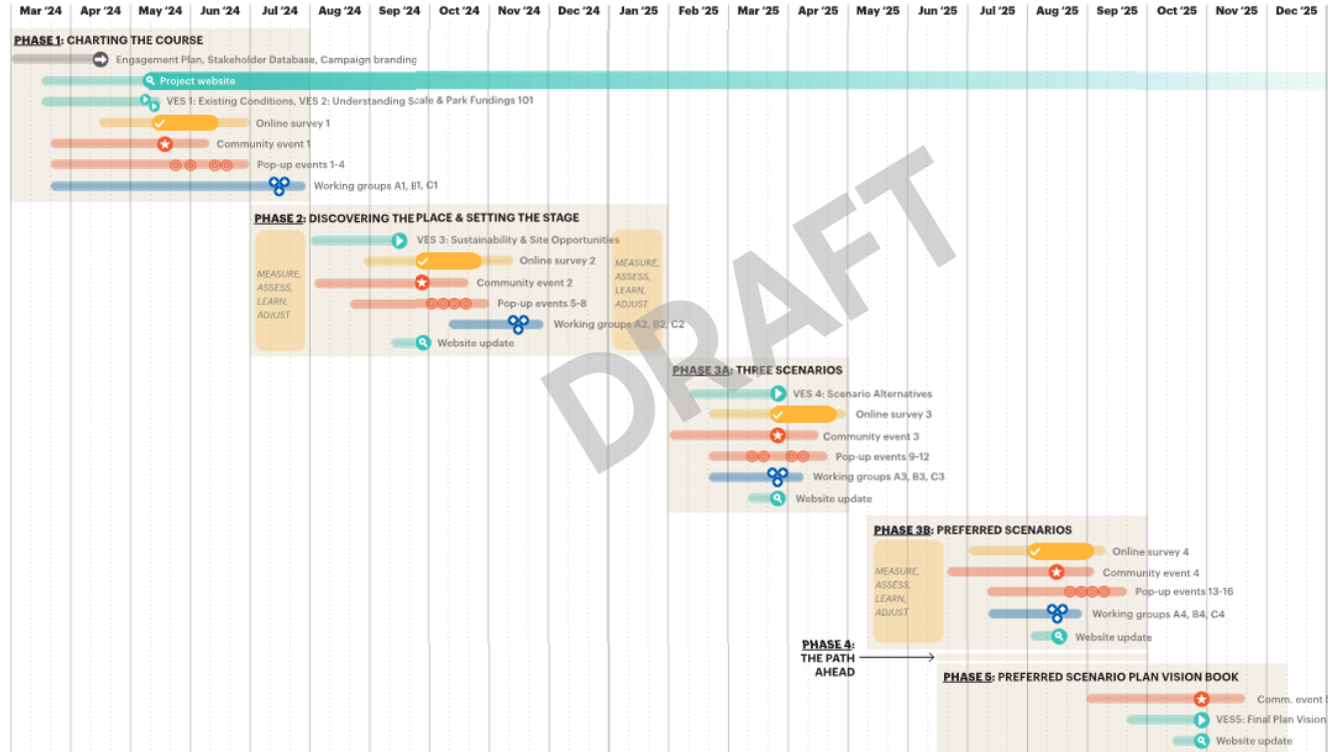 Mar '24 Apr '24 May '24 Jun '24 Jul '24 Aug '24 Sep '24 Oct '24 Nov '24 Dec '24 Jan '25 Feb '25 Mar '25 Apr '25 May '25 Jun '25 Jul '25 Aug '25 Sep '25 Oct '25 Nov '25 Dec '25
PHASE 1: CHARTING THE COURSE
Engagement Plan, Stakeholder Database, Campaign branding
Project website
VES 1: Existing Conditions, VES 2: Understanding Scale & Park Fundings 101
Online survey 1
Community event 1
Pop-up events 1-4
Working groups A1, B1, C1
PHASE 2: DISCOVERING THE PLACE & SETTING THE STAGE
MEASURE,
ASSESS,
LEARN,
ADJUST
VES 3: Sustainability & Site Opportunities
Online survey 2
Community event 2
Pop-up events 5-8
Working groups A2, B2, C2
Website update
MEASURE,
ASSESS,
LEARN,
ADJUST
DRAFT
PHASE 3A: THREE SCENARIOS
VES 4: Scenario Alternatives
Online survey 3
Community event 3
Pop-up events 9-12
Working groups A3, B3, C3
Website update
PHASE 3B: PREFERRED SCENARIOS
MEASURE,
ASSESS,
LEARN,
ADJUST
Online survey 4
Community event 4
Pop-up events 13-16
Working groups A4, B4, C4
Website update
PHASE 4:
THE PATH
AHEAD
PHASE 5: PREFERRED SCENARIO PLAN VISION BOOK
Comm. event
VES5: Final Plan Vision
Website update